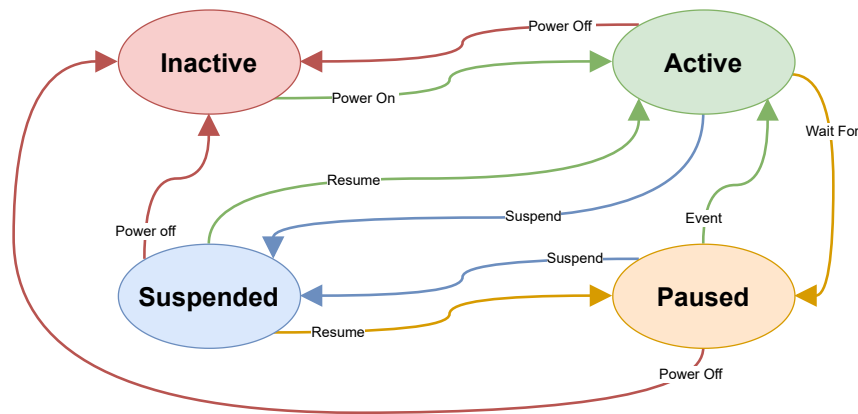 Power Off
Inactive
Active
Power On
Wait For
Resume
Suspend
Event
Power off
Suspend
Suspended
Paused
Resume
Power Off